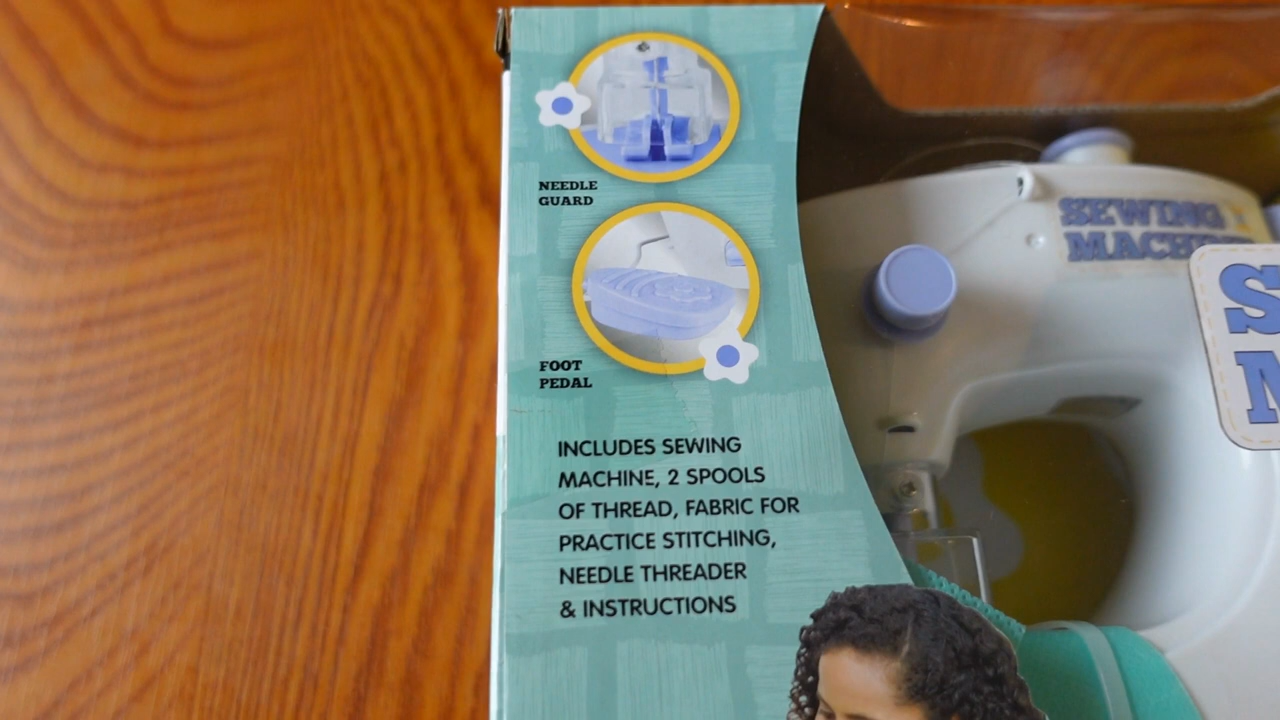 NEEDLE
GUARD
FOOT
PEDAL
INCLUDES SEWING
MACHINE, 2 SPOOLS
OF THREAD, FABRIC FOR
PRACTICE STITCHING,
NEEDLE THREADER
& INSTRUCTIONS
SEWING